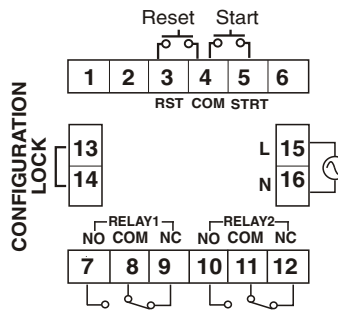 Reset Start
1 2 3 4 5 6
RST COM STRT
CONFIGURATION
LOCK
13
14
L 15
N 16
RELAY1 RELAY2
NO COM NC NO COM NC
7 8 9 10 11 12